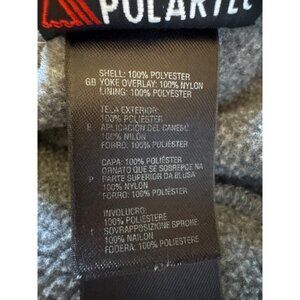 POLARTEC
SHELL: 100% POLYESTER
GB YOKE OVERLAY: 100% NYLON
LINING: 100% POLYESTER
TELA EXTERIOR:
100% POLIÉSTER
E APLICACIÓN DEL CANESÚ:
100% NILÓN
FORRO: 100% POLIÉSTER
CAPA: 100% POLIÉSTER
ORNATO QUE SE SOBREPÕE NA
P PARTE SUPERIOR DA BLUSA
100% NYLON
FORRO: 100% POLIÉSTER
INVOLUCRO:
100% POLIESTERE
I SOVRAPPOSIZIONE SPRONE:
100% NAILON
FODERA: 100% POLIESTERE